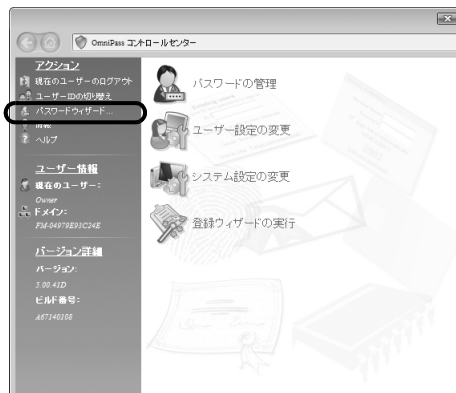 OmniPass コントロールセンター
アクション
現在のユーザーのログアウト
ユーザーIDの切り替え
パスワードウィザード...
情報
ヘルプ
ユーザー情報
現在のユーザー:
Owner
ドメイン:
FM-04979E93C24E
バージョン詳細
バージョン:
5.00.41D
ビルド番号:
A67140108
パスワードの管理
ユーザー設定の変更
システム設定の変更
登録ウィザードの実行